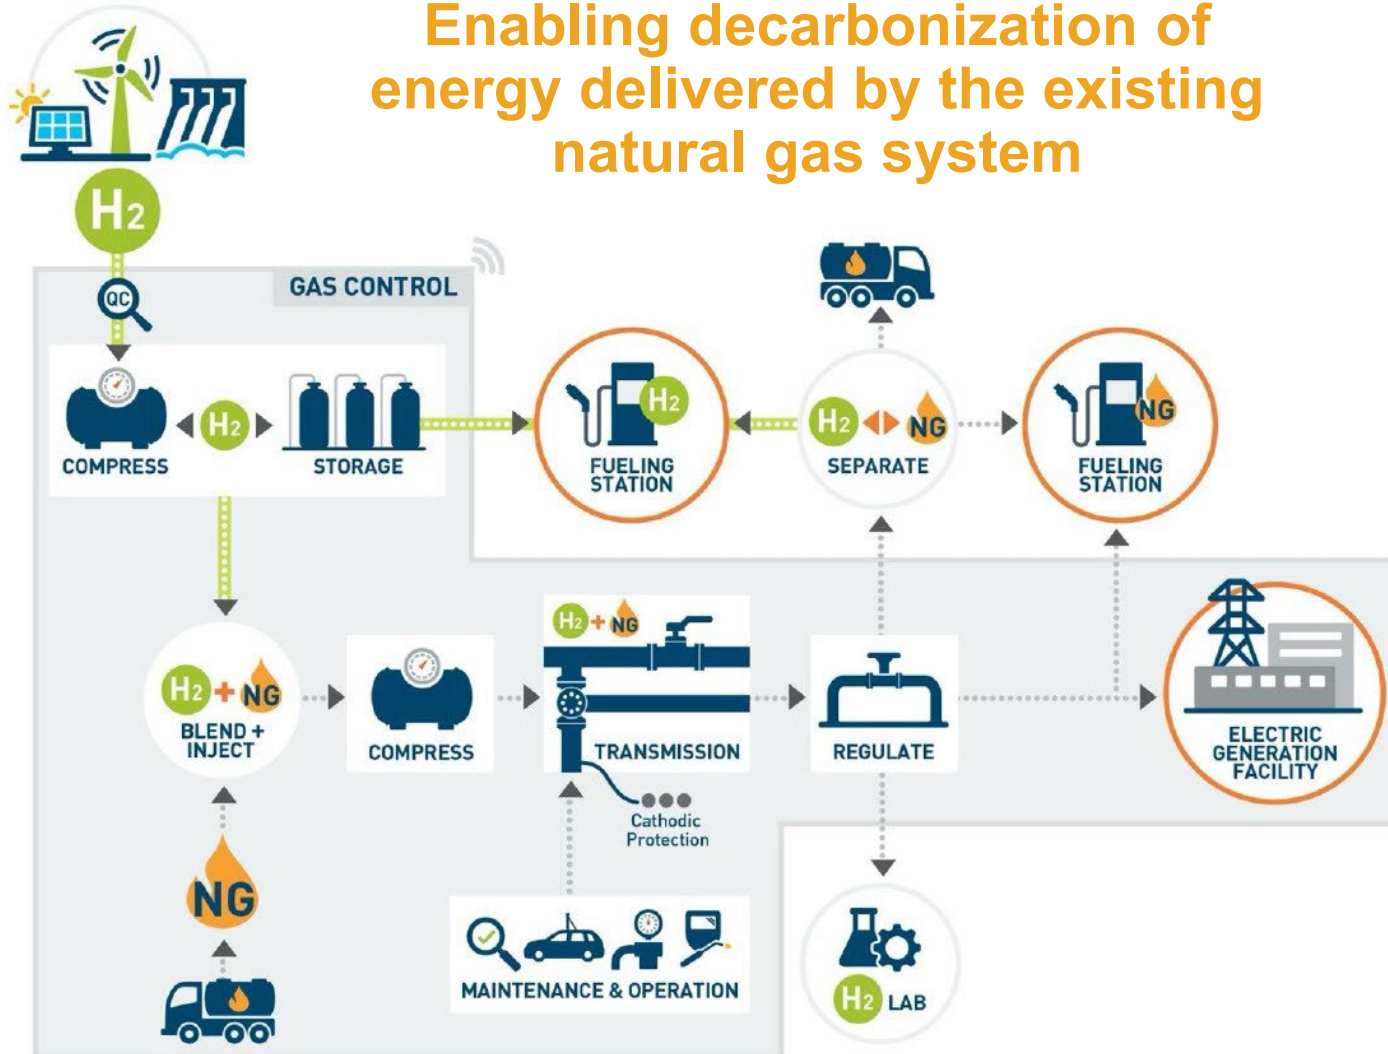 Enabling decarbonization of
energy delivered by the existing
natural gas system
H2
QC
GAS CONTROL
COMPRESS
H2
STORAGE
H2
FUELING
STATION
H2
NG
SEPARATE
NG
FUELING
STATION
H2 + NG
BLEND +
INJECT
COMPRESS
H2 + NG
TRANSMISSION
Cathodic
Protection
REGULATE
ELECTRIC
GENERATION
FACILITY
NG
MAINTENANCE & OPERATION
H2 LAB